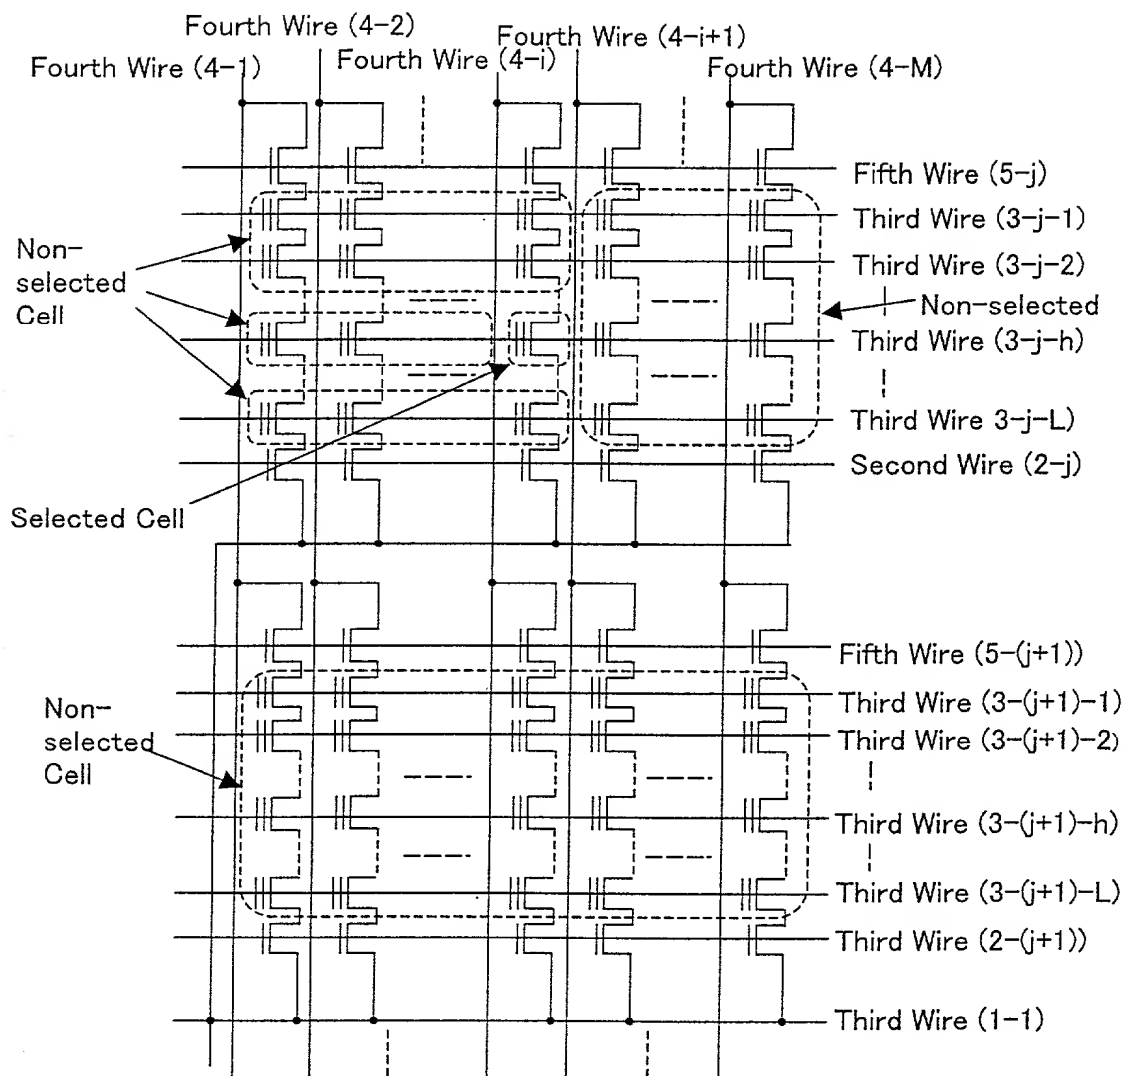 Fourth Wire (4-2)
Fourth Wire (4-i+1)
Fourth Wire (4-1)
Fourth Wire (4-i)
Fourth Wire (4-M)
Fifth Wire (5-j)
Third Wire (3-j-1)
Non-
selected
Cell
Third Wire (3-j-2)
Non-selected
Third Wire (3-j-h)
Third Wire 3-j-L)
Second Wire (2-j)
Selected Cell
Fifth Wire (5-(j+1))
Third Wire (3-(j+1)-1)
Non-
selected
Cell
Third Wire (3-(j+1)-2)
Third Wire (3-(j+1)-h)
Third Wire (3-(j+1)-L)
Third Wire (2-(j+1))
Third Wire (1-1)